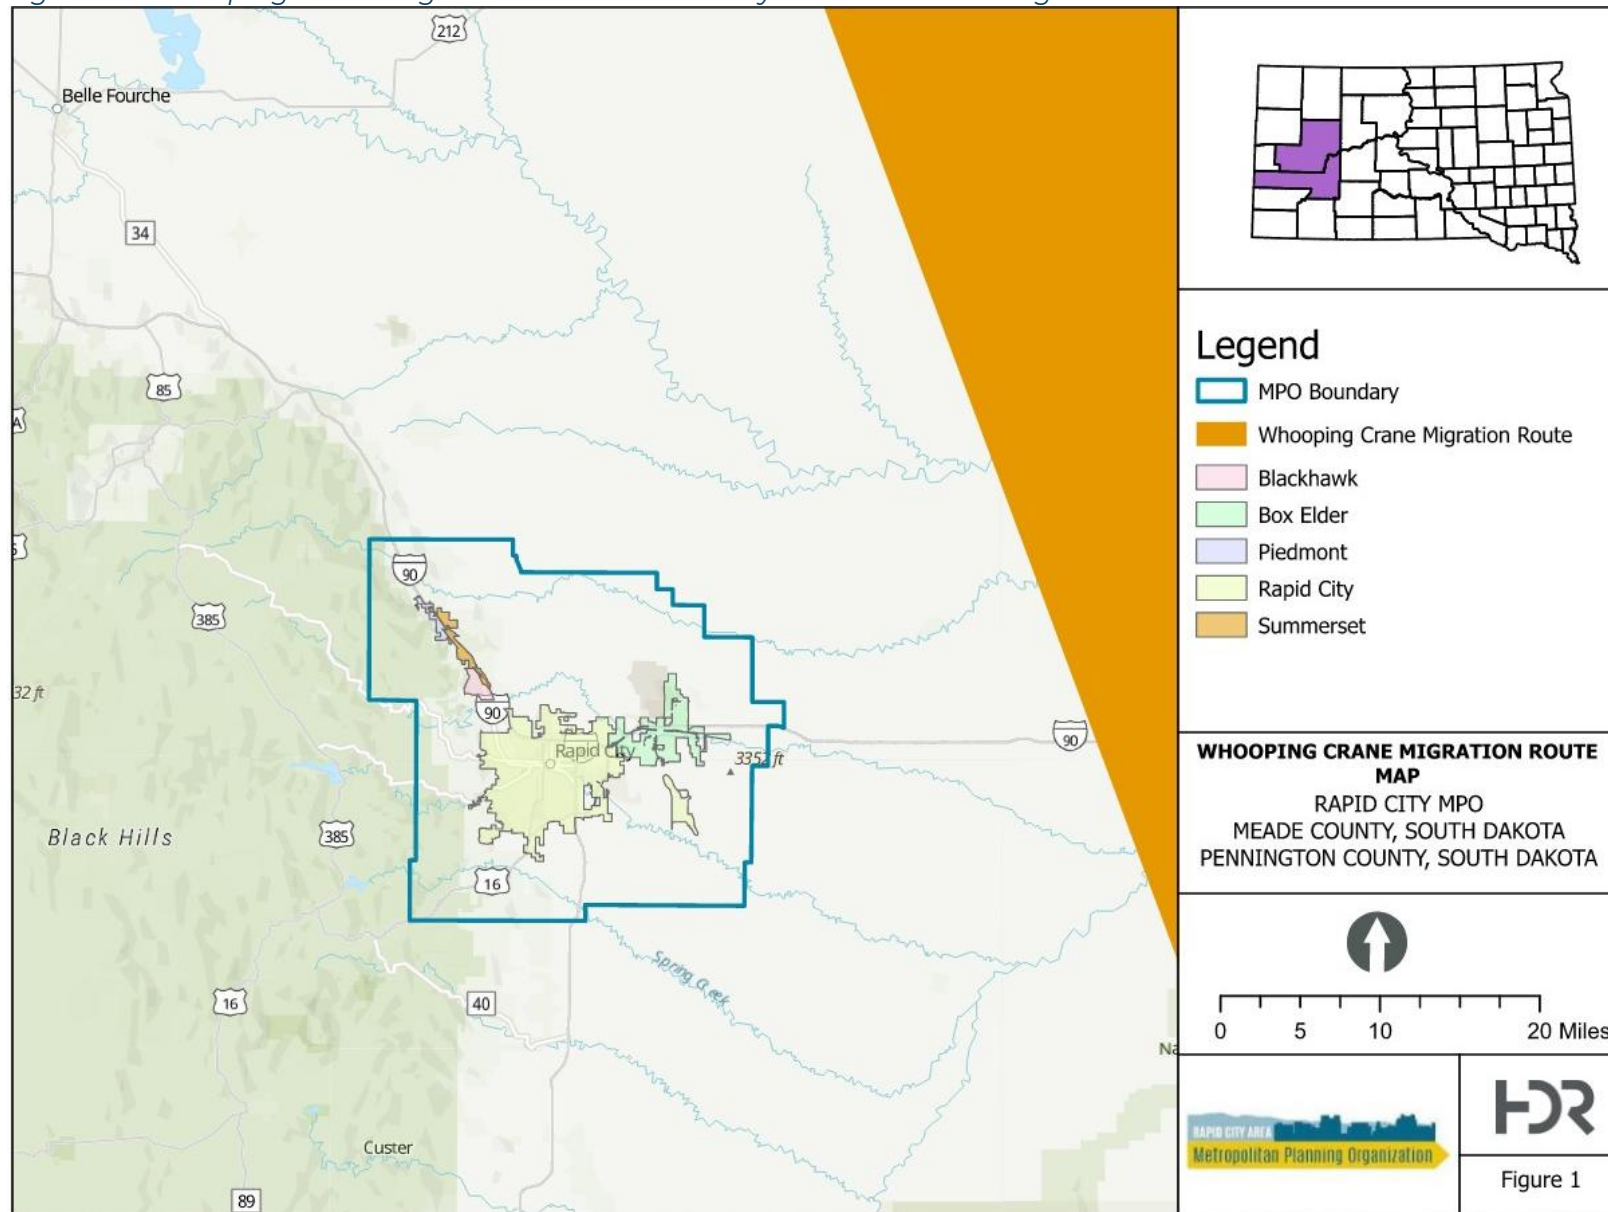 212
Belle Fourche
34
85
A
90
385
32 ft
90
Rapid City
3352 ft
90
Black Hills
385
16
Spring Creek
16
40
Na
Custer
89
Legend
MPO Boundary
Whooping Crane Migration Route
Blackhawk
Box Elder
Piedmont
Rapid City
Summerset
WHOOPING CRANE MIGRATION ROUTE
MAP
RAPID CITY MPO
MEADE COUNTY, SOUTH DAKOTA
PENNINGTON COUNTY, SOUTH DAKOTA
0 5 10 20 Miles
RAPID CITY AREA
Metropolitan Planning Organization
HDR
Figure 1